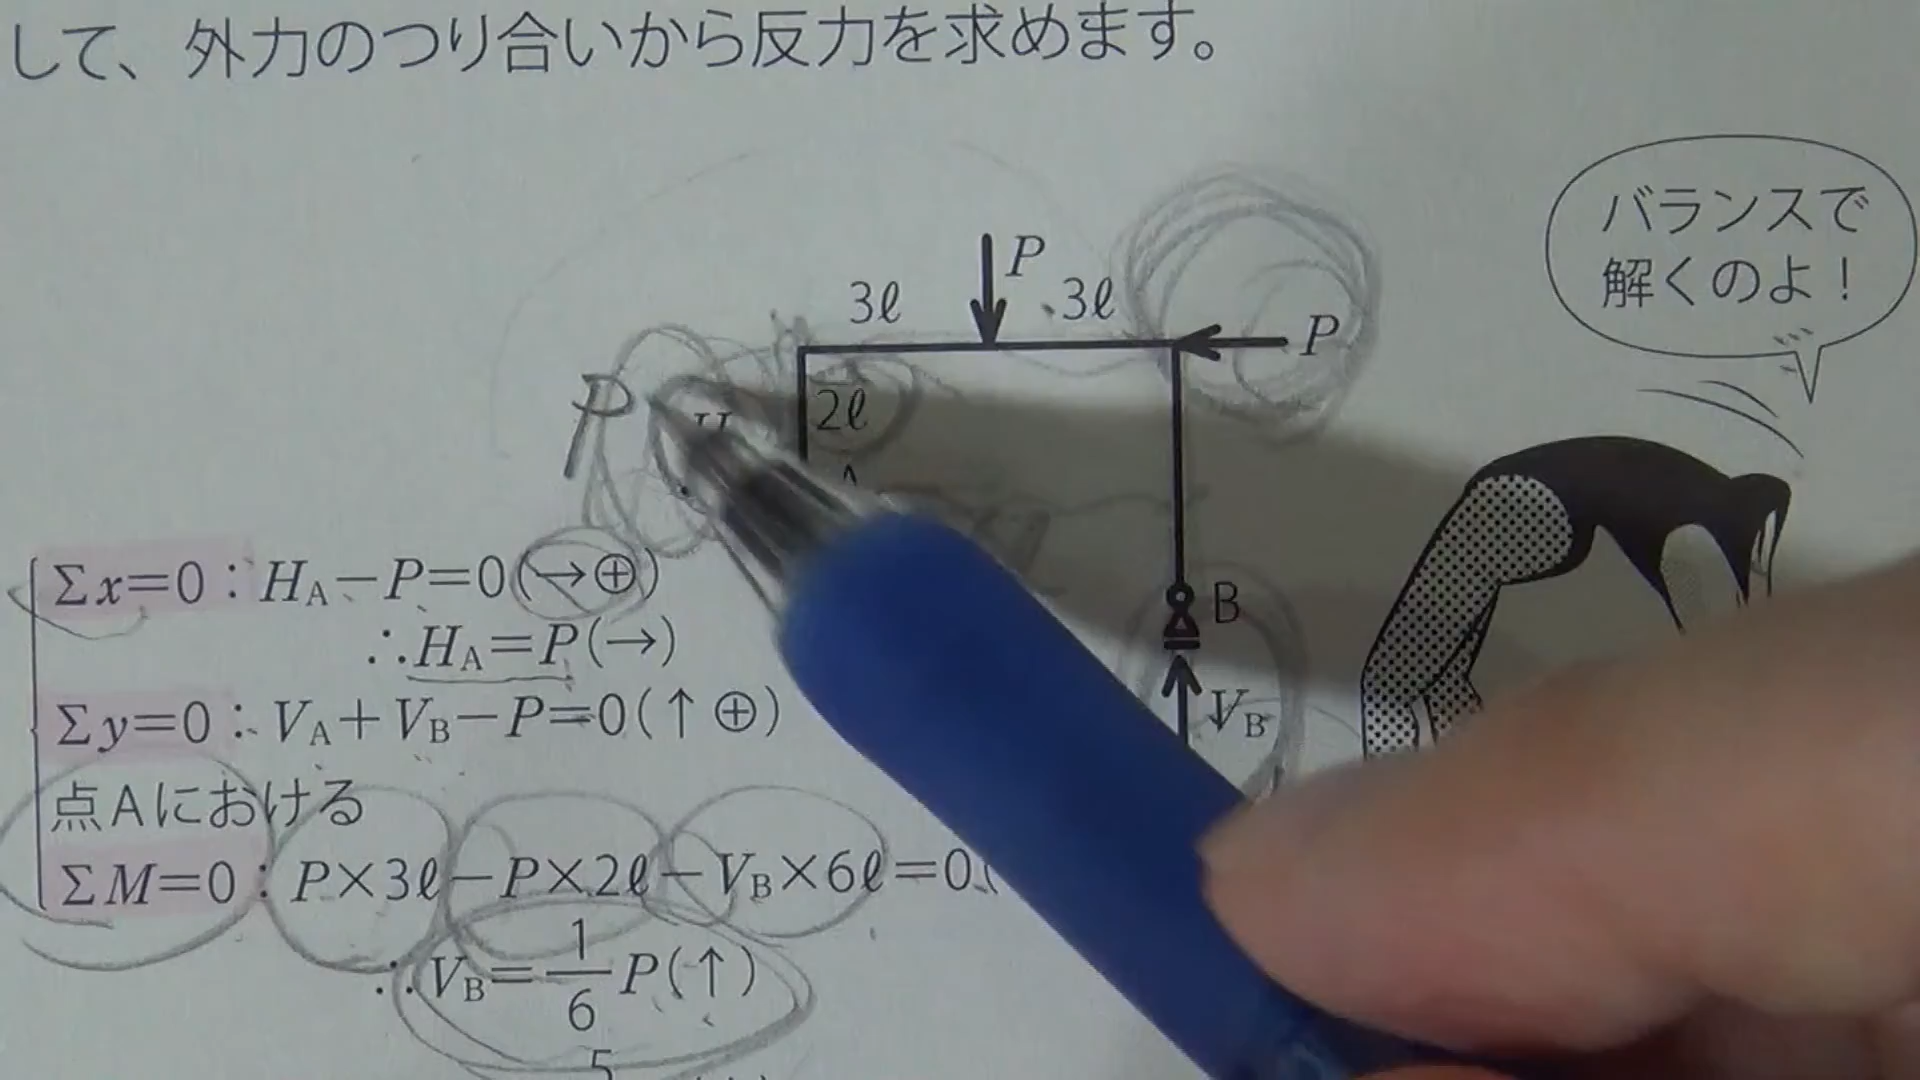 して、外力のつり合いから反力を求めます。
バランスで
解くのよ！
P
3ℓ
3ℓ
P
P
2ℓ
B
V_B
Σx=0：H_A−P=0(→⊕)
∴H_A=P(→)
Σy=0：V_A+V_B−P=0(↑⊕)
点Aにおける
ΣM=0：P×3ℓ−P×2ℓ−V_B×6ℓ=0
∴V_B=1/6 P(↑)
5